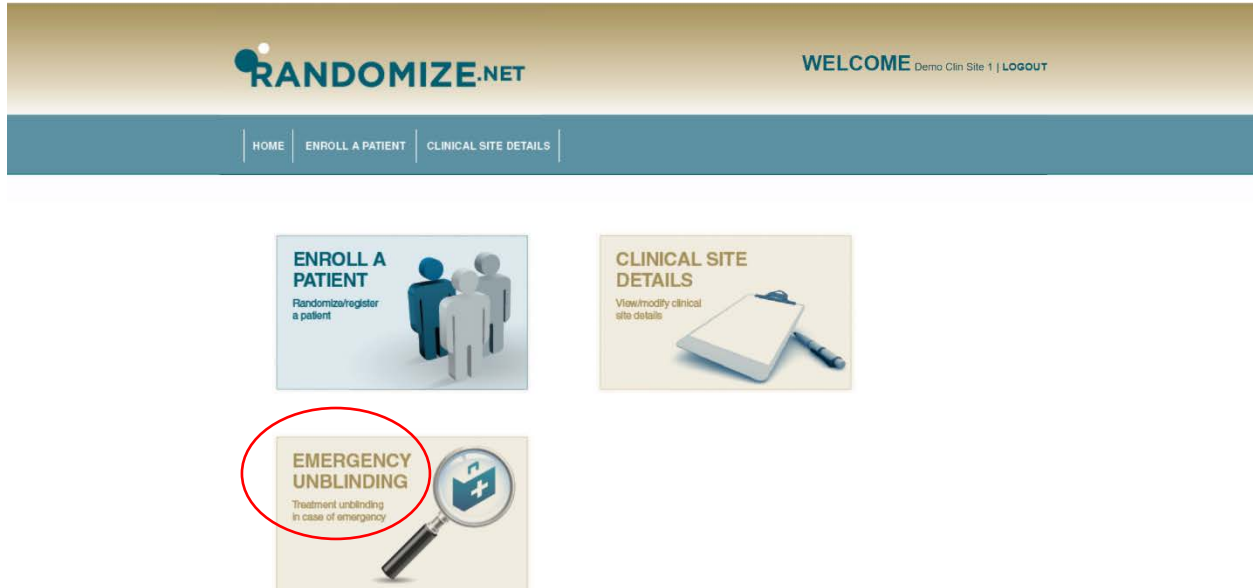 RANDOMIZE.NET
WELCOME Demo Clin Site 1 | LOGOUT
HOME ENROLL A PATIENT CLINICAL SITE DETAILS
ENROLL A
PATIENT
Randomize/register
a patient
CLINICAL SITE
DETAILS
View/modify clinical
site details
EMERGENCY
UNBLINDING
Treatment unblinding
in case of emergency